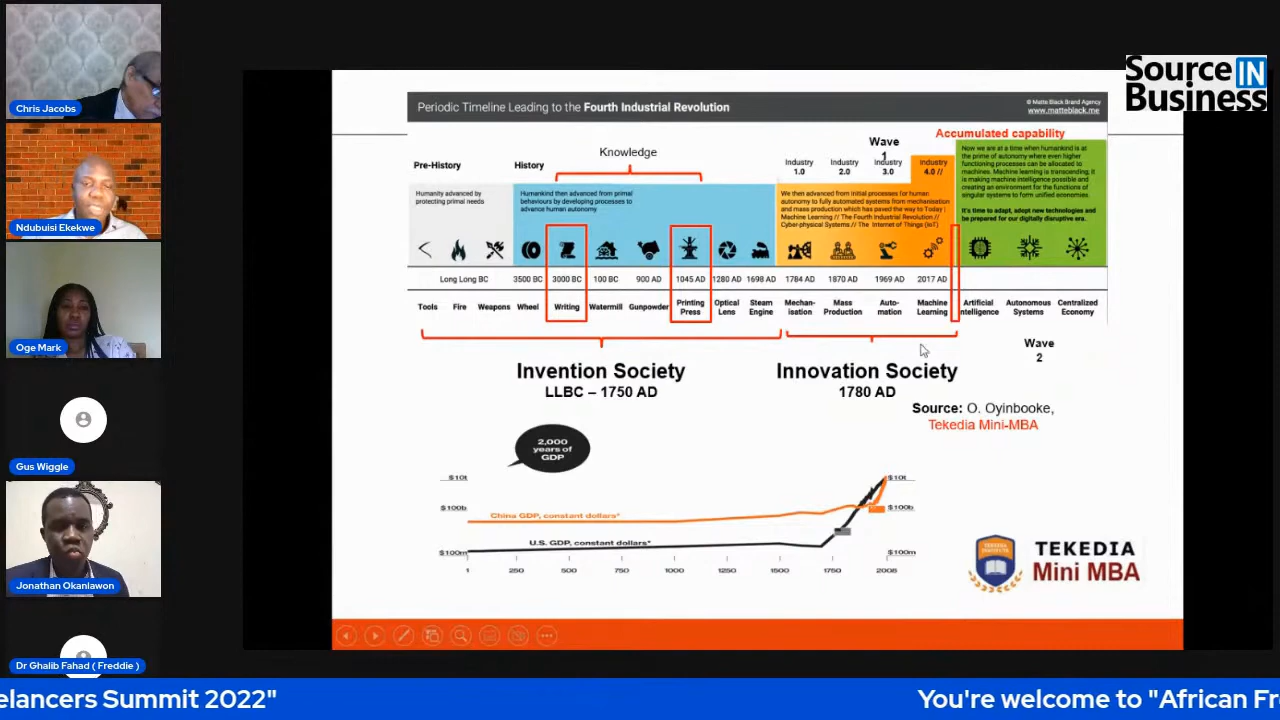 Chris Jacobs
Ndubuisi Ekekwe
Oge Mark
Gus Wiggle
Jonathan Okanlawon
Dr Ghalib Fahad ( Freddie )
Source IN
Business
Periodic Timeline Leading to the Fourth Industrial Revolution
© Matte Black Brand Agency
www.matteblack.me
Accumulated capability
Wave
1
Knowledge
Pre-History
History
Industry
1.0
Industry
2.0
Industry
3.0
Industry
4.0 //
Humanity advanced by
protecting primal needs
Humankind then advanced from primal
behaviours by developing processes to
advance human autonomy
We then advanced from initial processes for human
autonomy to fully automated systems from mechanisation
and mass production which has paved the way to Today |
Machine Learning // The Fourth Industrial Revolution //
Cyber-physical Systems // The Internet of Things (IoT)
Now we are at a time when humankind is at
the prime of autonomy where even higher
functioning processes can be allocated to
machines. Machine learning is transcending; it
is making machine intelligence possible and
creating an environment for the functions of
singular systems to form unified economies.
It's time to adapt, adopt new technologies and
be prepared for our digitally disruptive era.
Long Long BC
3500 BC
3000 BC
100 BC
900 AD
1045 AD
1280 AD
1698 AD
1784 AD
1870 AD
1969 AD
2017 AD
Tools
Fire
Weapons
Wheel
Writing
Watermill
Gunpowder
Printing
Press
Optical
Lens
Steam
Engine
Mechan-
isation
Mass
Production
Auto-
mation
Machine
Learning
Artificial
Intelligence
Autonomous
Systems
Centralized
Economy
Wave
2
Invention Society
LLBC – 1750 AD
Innovation Society
1780 AD
Source: O. Oyinbooke,
Tekedia Mini-MBA
2,000
years of
GDP
$10t
$100b
$100m
China GDP, constant dollars*
U.S. GDP, constant dollars*
$10t
$100b
$100m
1
250
500
750
1000
1250
1500
1750
2008
TEKEDIA
Mini MBA
elancers Summit 2022"
You're welcome to "African Fr